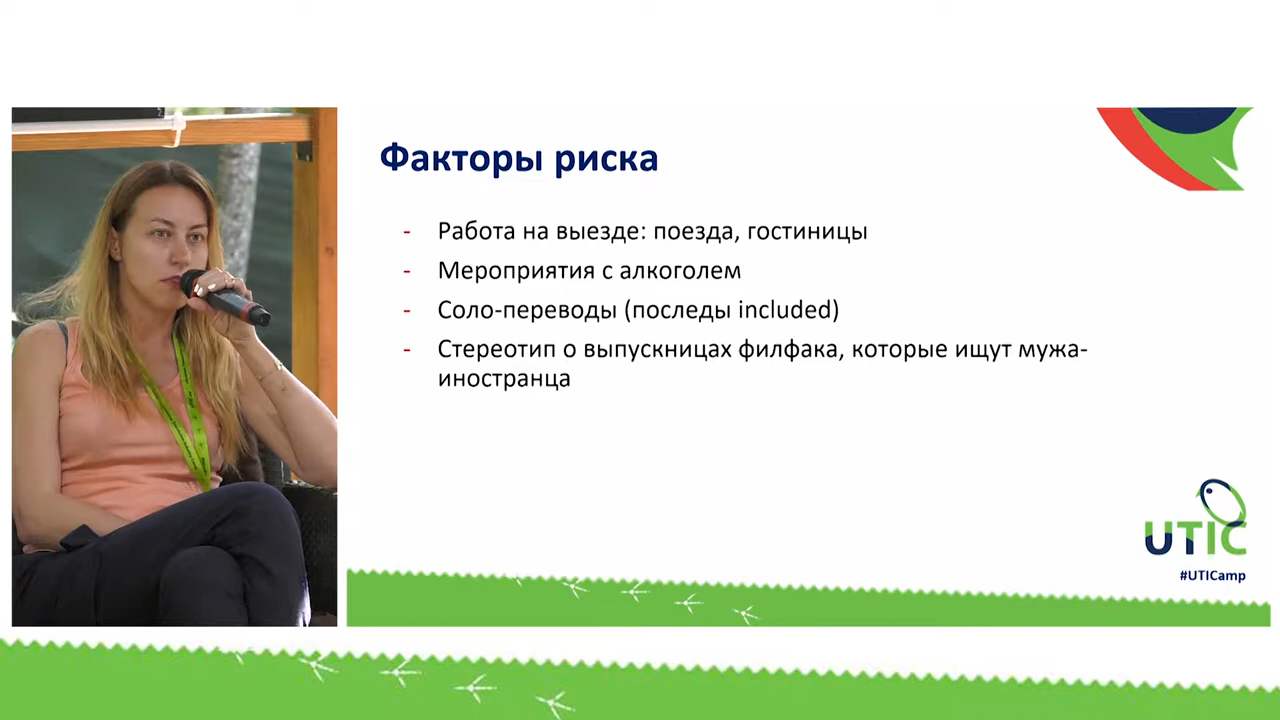 Факторы риска
- Работа на выезде: поезда, гостиницы
- Мероприятия с алкоголем
- Соло-переводы (последы included)
- Стереотип о выпускницах филфака, которые ищут мужа-
иностранца
UTIC
#UTICamp